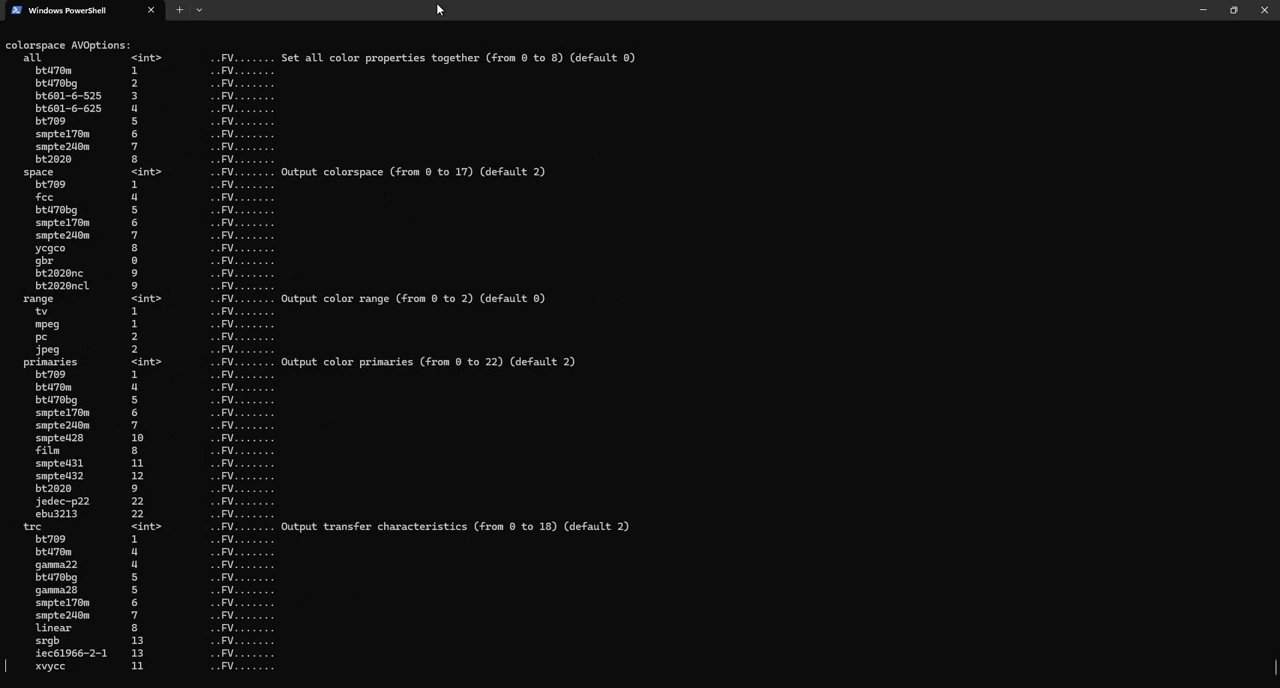 Windows PowerShell
colorspace AVOptions:
all <int> ..FV....... Set all color properties together (from 0 to 8) (default 0)
bt470m 1 ..FV.......
bt470bg 2 ..FV.......
bt601-6-525 3 ..FV.......
bt601-6-625 4 ..FV.......
bt709 5 ..FV.......
smpte170m 6 ..FV.......
smpte240m 7 ..FV.......
bt2020 8 ..FV.......
space <int> ..FV....... Output colorspace (from 0 to 17) (default 2)
bt709 1 ..FV.......
fcc 4 ..FV.......
bt470bg 5 ..FV.......
smpte170m 6 ..FV.......
smpte240m 7 ..FV.......
ycgco 8 ..FV.......
gbr 0 ..FV.......
bt2020nc 9 ..FV.......
bt2020ncl 9 ..FV.......
range <int> ..FV....... Output color range (from 0 to 2) (default 0)
tv 1 ..FV.......
mpeg 1 ..FV.......
pc 2 ..FV.......
jpeg 2 ..FV.......
primaries <int> ..FV....... Output color primaries (from 0 to 22) (default 2)
bt709 1 ..FV.......
bt470m 4 ..FV.......
bt470bg 5 ..FV.......
smpte170m 6 ..FV.......
smpte240m 7 ..FV.......
smpte428 10 ..FV.......
film 8 ..FV.......
smpte431 11 ..FV.......
smpte432 12 ..FV.......
bt2020 9 ..FV.......
jedec-p22 22 ..FV.......
ebu3213 22 ..FV.......
trc <int> ..FV....... Output transfer characteristics (from 0 to 18) (default 2)
bt709 1 ..FV.......
bt470m 4 ..FV.......
gamma22 4 ..FV.......
bt470bg 5 ..FV.......
gamma28 5 ..FV.......
smpte170m 6 ..FV.......
smpte240m 7 ..FV.......
linear 8 ..FV.......
srgb 13 ..FV.......
iec61966-2-1 13 ..FV.......
xvycc 11 ..FV.......